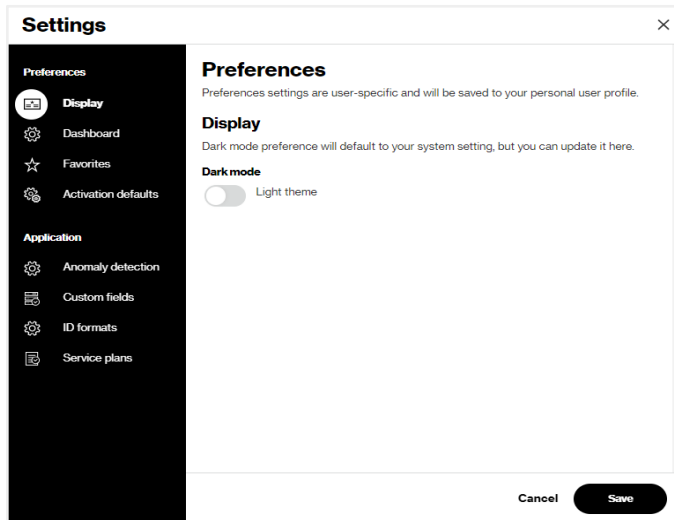 Settings
Preferences
Display
Dashboard
Favorites
Activation defaults
Application
Anomaly detection
Custom fields
ID formats
Service plans
Preferences
Preferences settings are user-specific and will be saved to your personal user profile.
Display
Dark mode preference will default to your system setting, but you can update it here.
Dark mode
Light theme
Cancel
Save